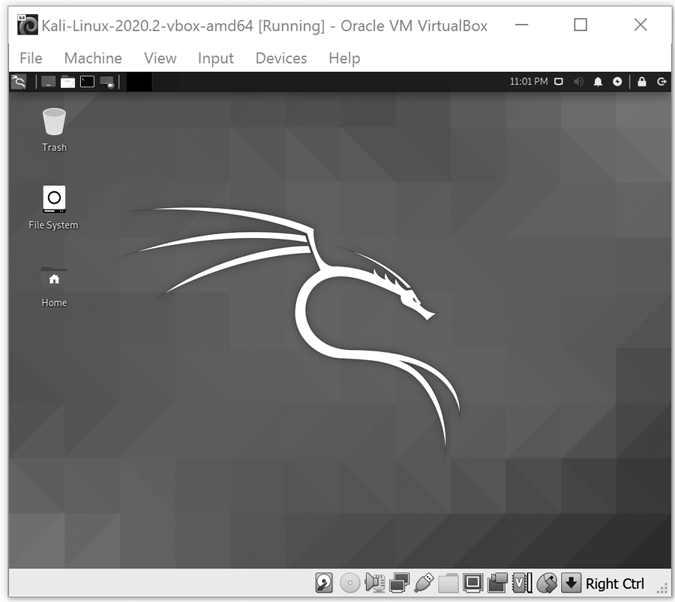 Kali-Linux-2020.2-vbox-amd64 [Running] - Oracle VM VirtualBox
File Machine View Input Devices Help
11:01 PM
Trash
File System
Home
Right Ctrl